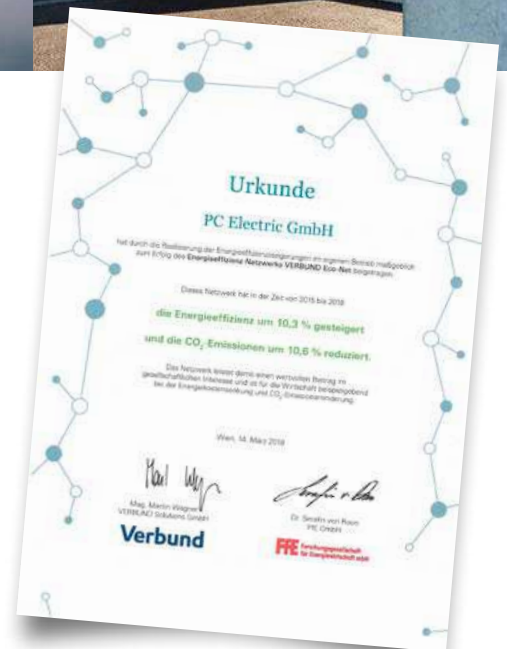 Urkunde
PC Electric GmbH
hat durch die Realisierung der Energieeffizienzsteigerungen im eigenen Betrieb maßgeblich
zum Erfolg des Energieeffizienz Netzwerks VERBUND Eco-Net beigetragen.
Dieses Netzwerk hat in der Zeit von 2015 bis 2018
die Energieeffizienz um 10,3 % gesteigert
und die CO₂-Emissionen um 10,6 % reduziert.
Das Netzwerk leistet damit einen wertvollen Beitrag im
gesellschaftlichen Interesse und ist für die Wirtschaft beispielgebend
bei der Energiekostensenkung und CO₂-Emissionsminderung.
Wien, 14. März 2018
Mag. Martin Wagner
VERBUND Solutions GmbH
Verbund
Dr. Serafin von Roon
FfE GmbH
FFE Forschungsgesellschaft
für Energiewirtschaft mbH